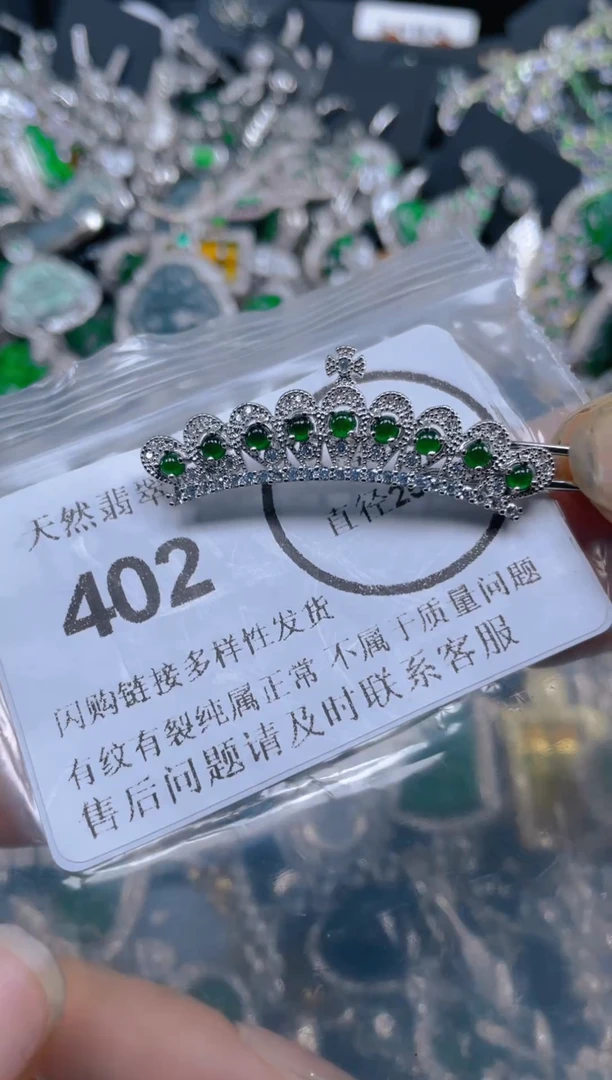 天然翡翠
直径2
402
闪购链接多样性发货
有纹有裂纯属正常 不属于质量问题
售后问题请及时联系客服